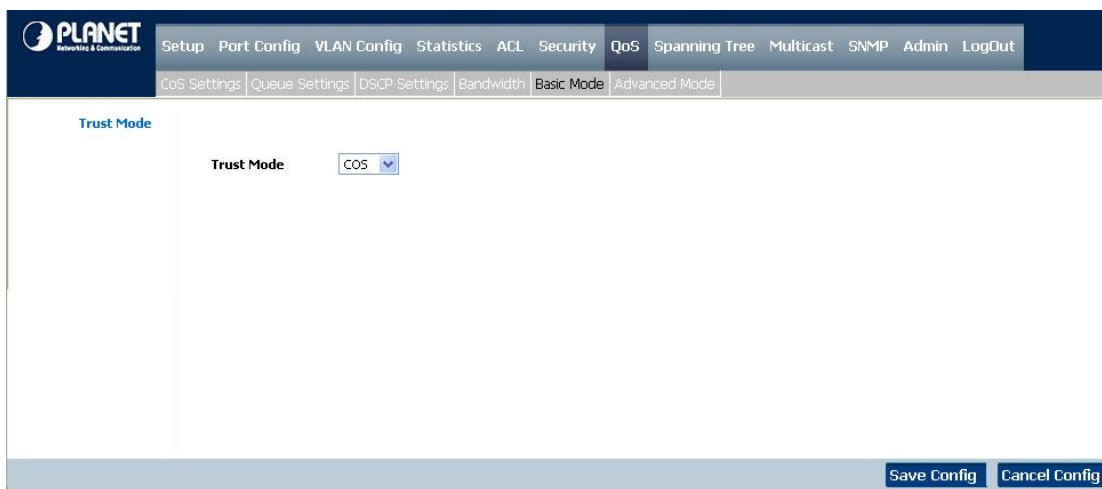 PLANET
Networking & Communication
Setup Port Config VLAN Config Statistics ACL Security QoS Spanning Tree Multicast SNMP Admin LogOut
CoS Settings Queue Settings DSCP Settings Bandwidth Basic Mode Advanced Mode
Trust Mode
Trust Mode COS
Save Config Cancel Config